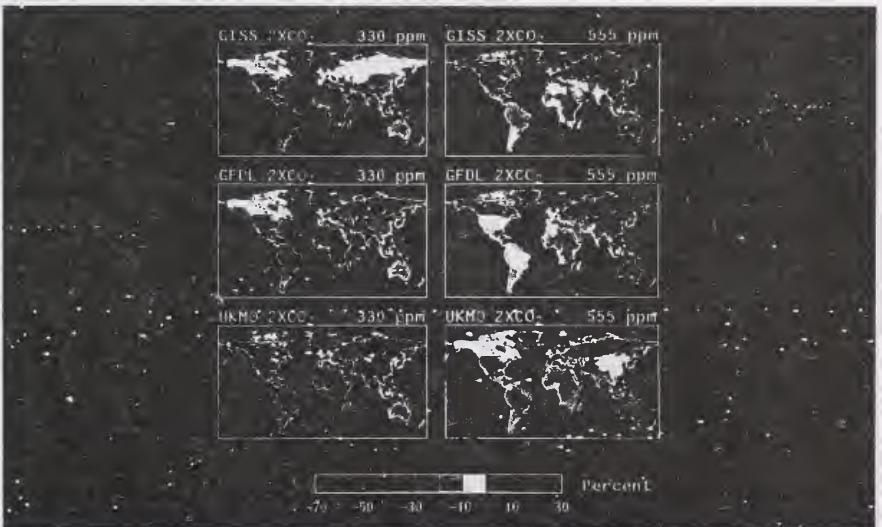 GISS 2XCO₂ 330 ppm
GISS 2XCO₂ 555 ppm
GFDL 2XCO₂ 330 ppm
GFDL 2XCO₂ 555 ppm
UKMO 2XCO₂ 330 ppm
UKMO 2XCO₂ 555 ppm
Percent
-70 -50 -30 -10 10 30